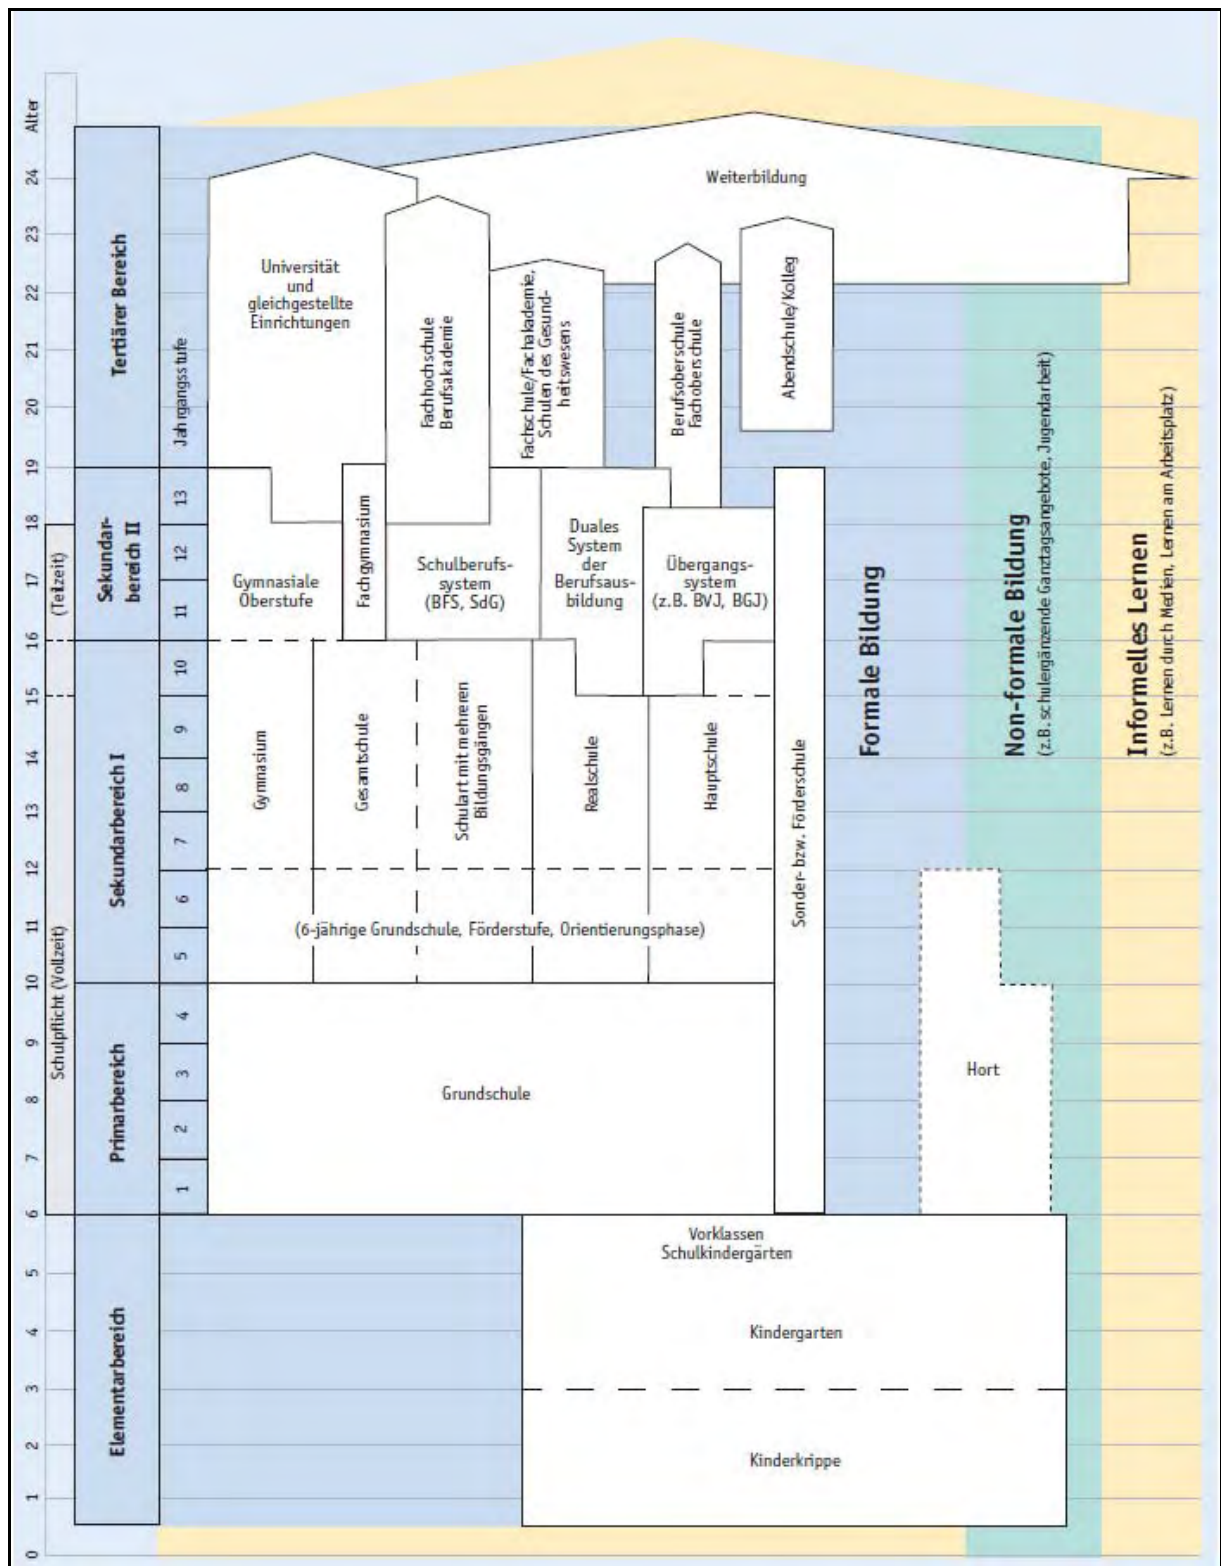 Alter
24
23
22
21
20
19
18
17
16
15
14
13
12
11
10
9
8
7
6
5
4
3
2
1
0
(Teilzeit)
Schulpflicht (Vollzeit)
Tertiärer Bereich
Sekundar-
bereich II
Sekundarbereich I
Primarbereich
Elementarbereich
Jahrgangsstufe
13
12
11
10
9
8
7
6
5
4
3
2
1
Weiterbildung
Universität
und
gleichgestellte
Einrichtungen
Fachhochschule
Berufsakademie
Fachschule/Fachakademie,
Schulen des Gesund-
heitswesens
Berufsoberschule
Fachoberschule
Abendschule/Kolleg
Gymnasiale
Oberstufe
Fachgymnasium
Schulberufs-
system
(BFS, SdG)
Duales
System
der
Berufsaus-
bildung
Übergangs-
system
(z.B. BVJ, BGJ)
Gymnasium
Gesamtschule
Schulart mit mehreren
Bildungsgängen
Realschule
Hauptschule
Sonder- bzw. Förderschule
(6-jährige Grundschule, Förderstufe, Orientierungsphase)
Grundschule
Hort
Vorklassen
Schulkindergärten
Kindergarten
Kinderkrippe
Formale Bildung
Non-formale Bildung
(z.B. schulergänzende Ganztagsangebote, Jugendarbeit)
Informelles Lernen
(z.B. Lernen durch Medien, Lernen am Arbeitsplatz)